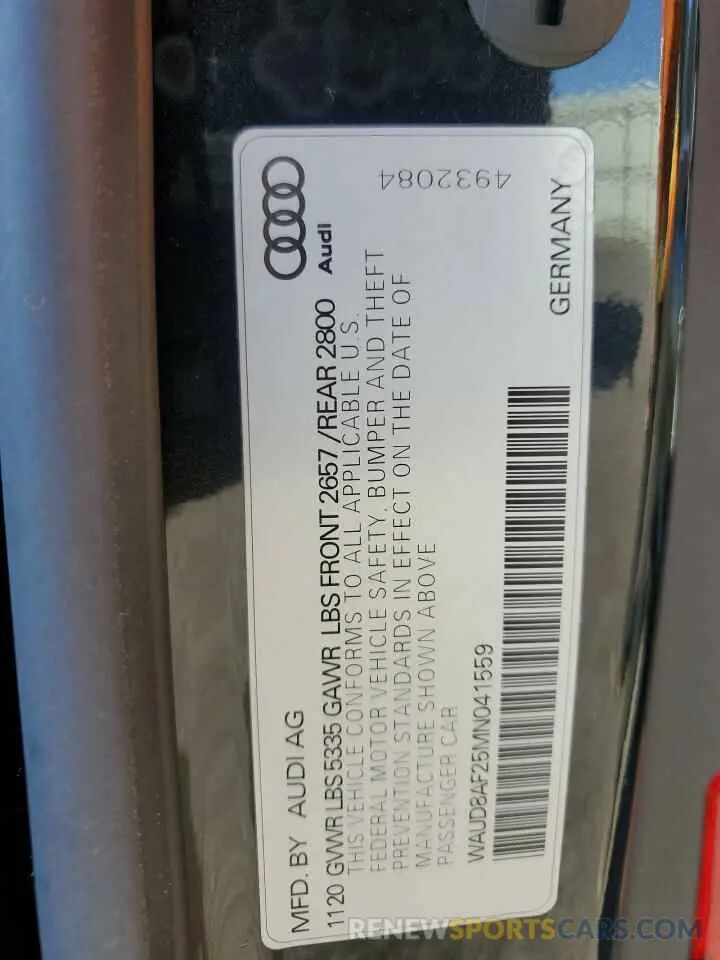 MFD. BY AUDI AG
Audi
1120 GVWR LBS 5335 GAWR LBS FRONT 2657 /REAR 2800
THIS VEHICLE CONFORMS TO ALL APPLICABLE U.S.
FEDERAL MOTOR VEHICLE SAFETY, BUMPER AND THEFT
PREVENTION STANDARDS IN EFFECT ON THE DATE OF
MANUFACTURE SHOWN ABOVE
PASSENGER CAR
4932084
WAUD8AF25MN041559
GERMANY
RENEWSPORTSCARS.COM